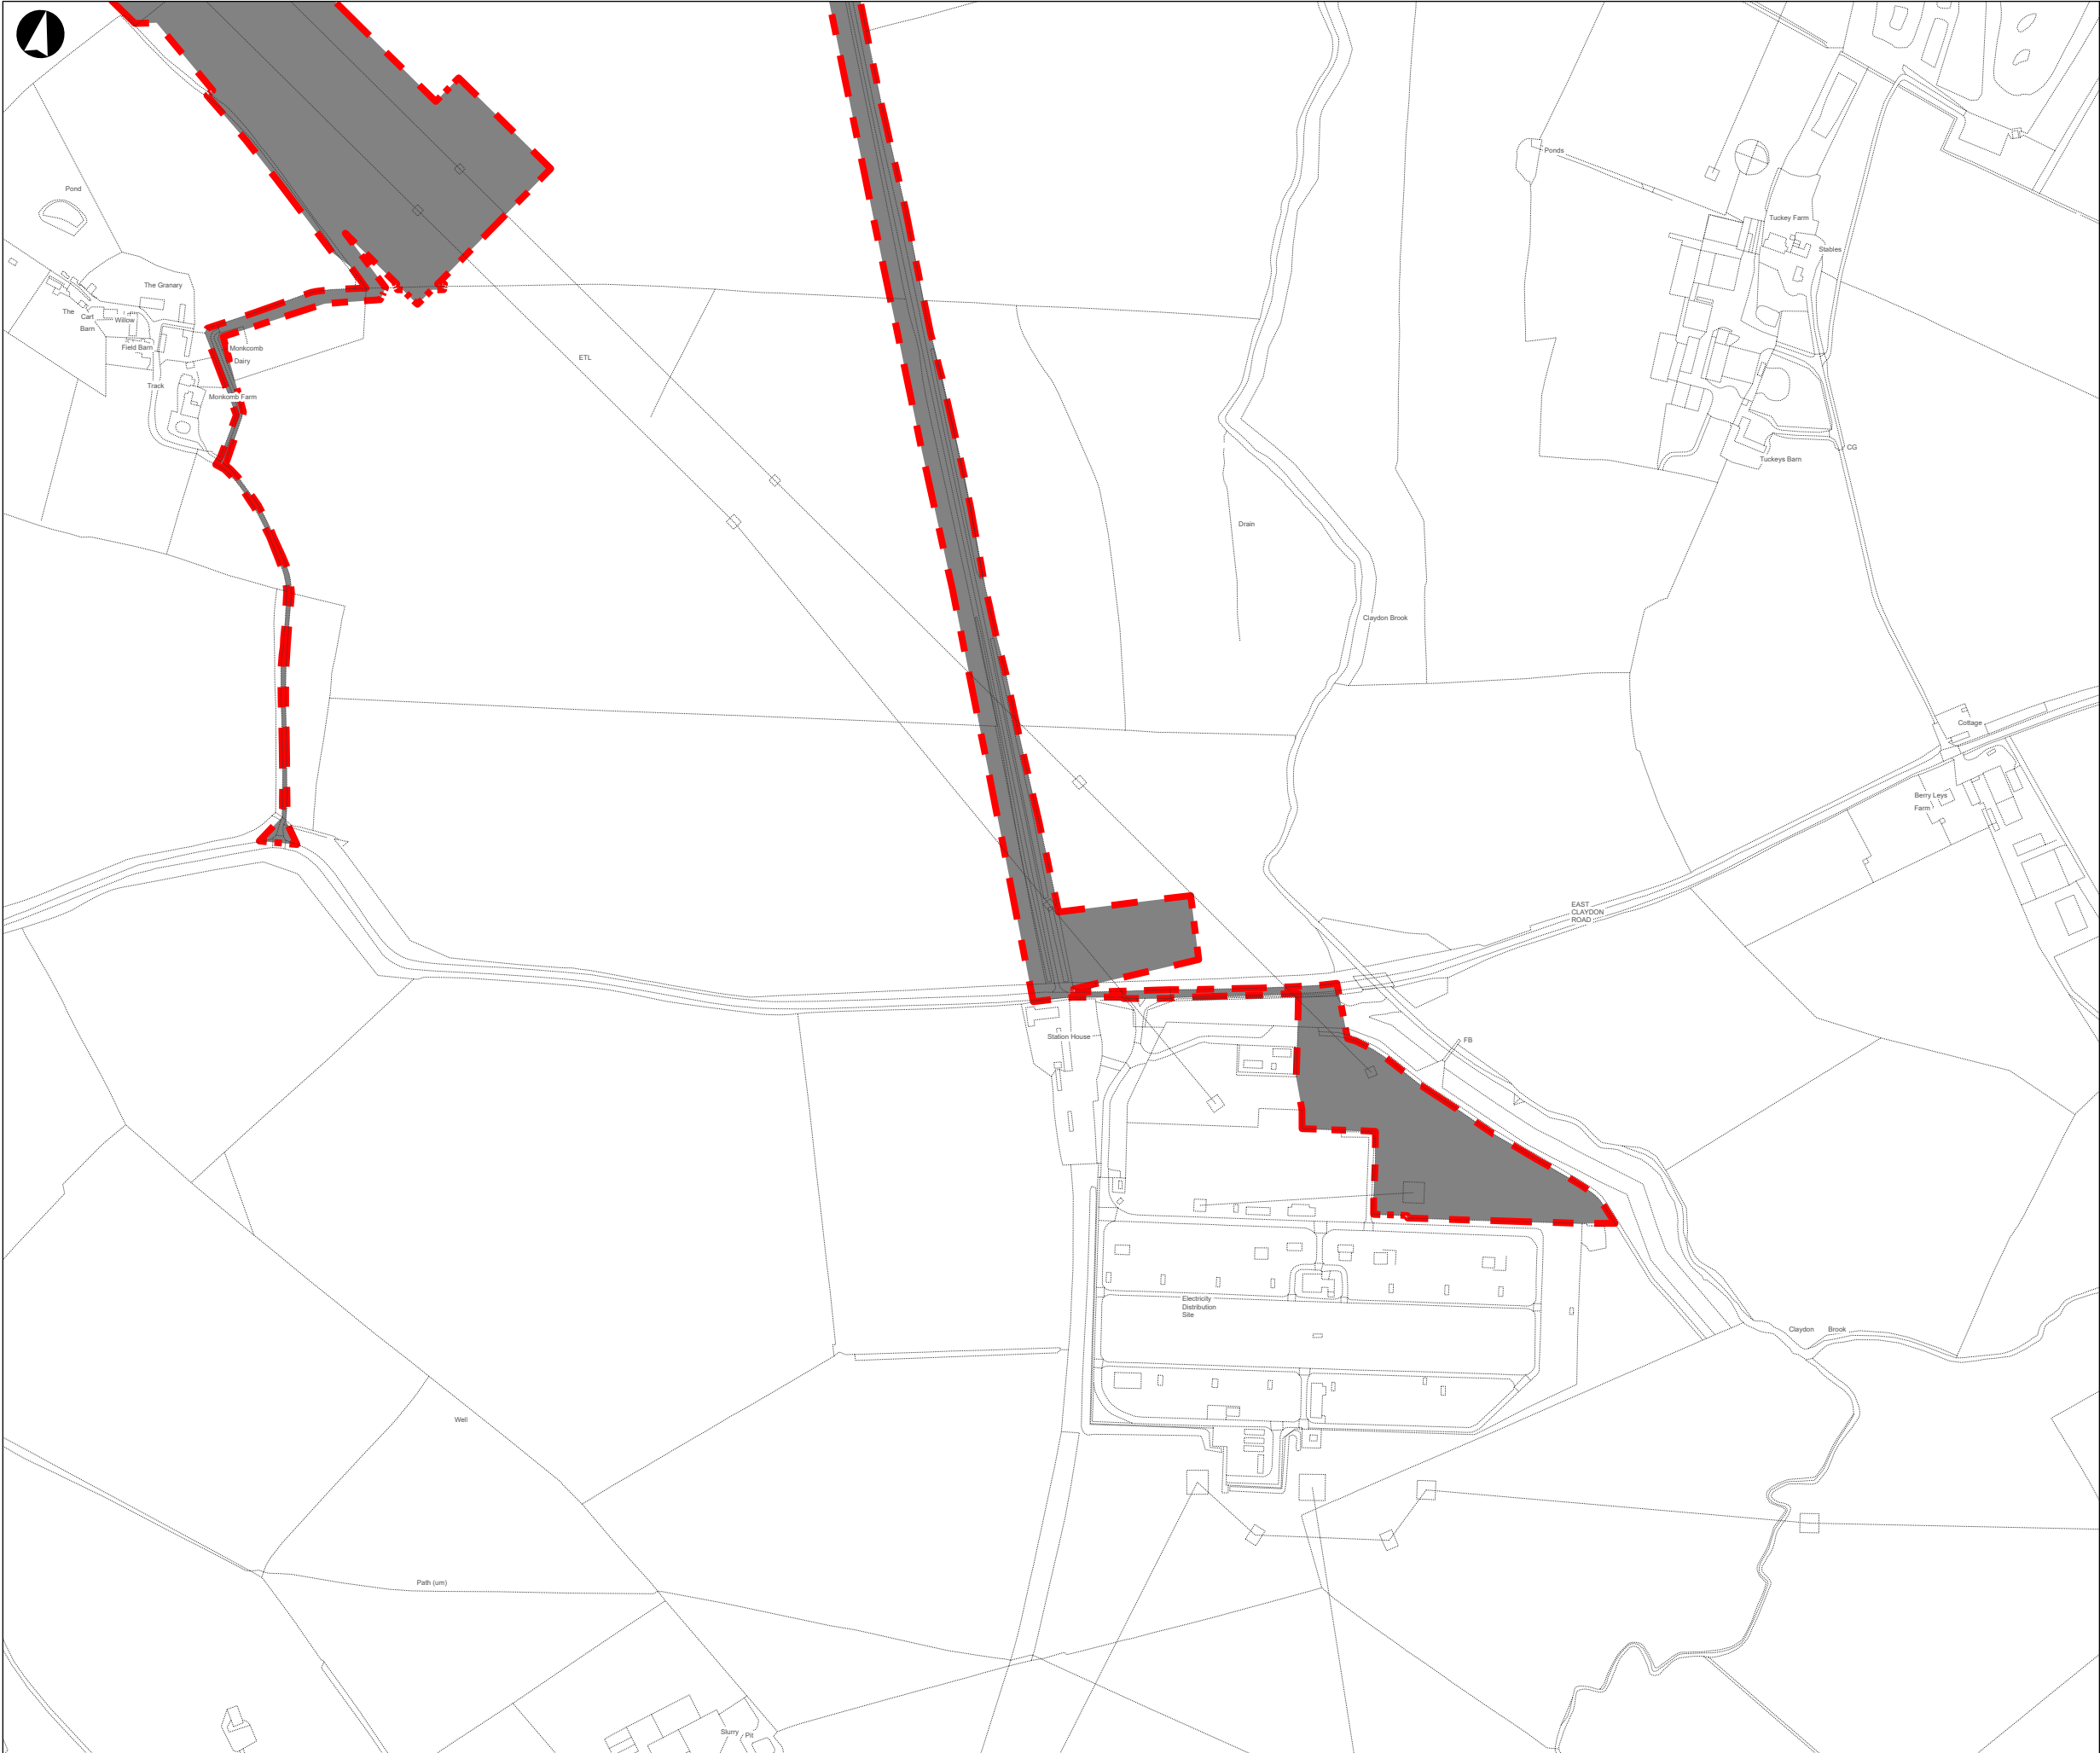 Ponds
Pond
Tuckey Farm
Stables
The Granary
The
Cart
Barn
Willow
Field Barn
Monkcomb
Dairy
ETL
Track
Monkomb Farm
CG
Tuckeys Barn
Drain
Claydon Brook
Cottage
Berry Leys
Farm
EAST
CLAYDON
ROAD
Station House
FB
Electricity
Distribution
Site
Claydon Brook
Well
Path (um)
Slurry Pit